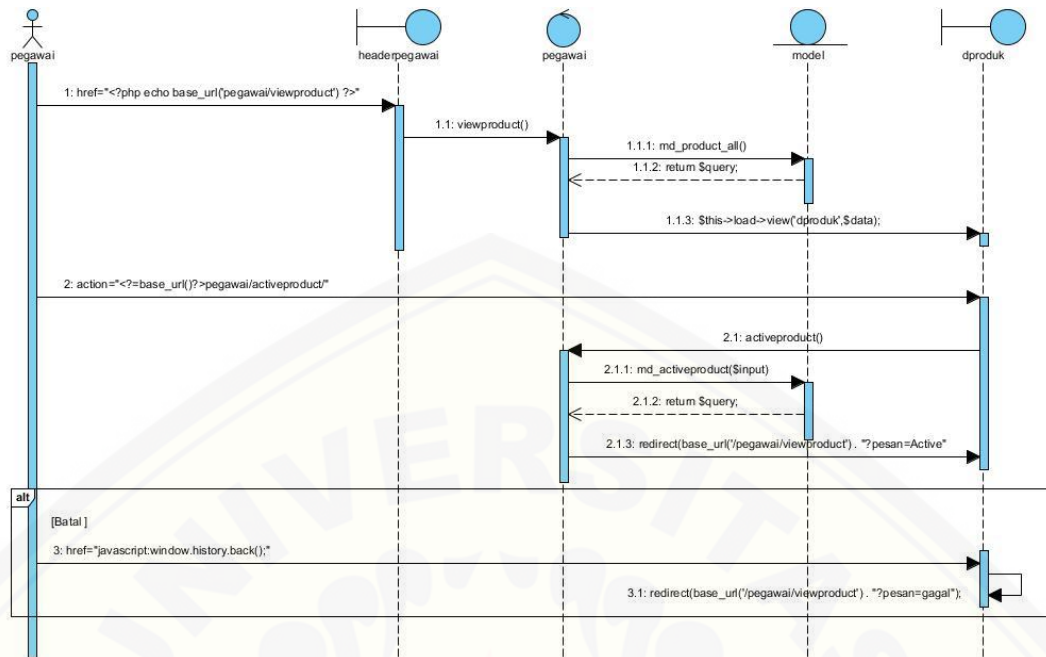 pegawai
headerpegawai
pegawai
model
dproduk
1: href="<?php echo base_url('pegawai/viewproduct') ?>"
1.1: viewproduct()
1.1.1: md_product_all()
1.1.2: return $query;
1.1.3: $this->load->view('dproduk',$data);
2: action="<?=base_url()?>pegawai/activeproduct/"
2.1: activeproduct()
2.1.1: md_activeproduct($input)
2.1.2: return $query;
2.1.3: redirect(base_url('/pegawai/viewproduct') . "?pesan=Active"
alt
[Batal ]
3: href="javascript:window.history.back();"
3.1: redirect(base_url('/pegawai/viewproduct') . "?pesan=gagal");
UNIVERSITAS